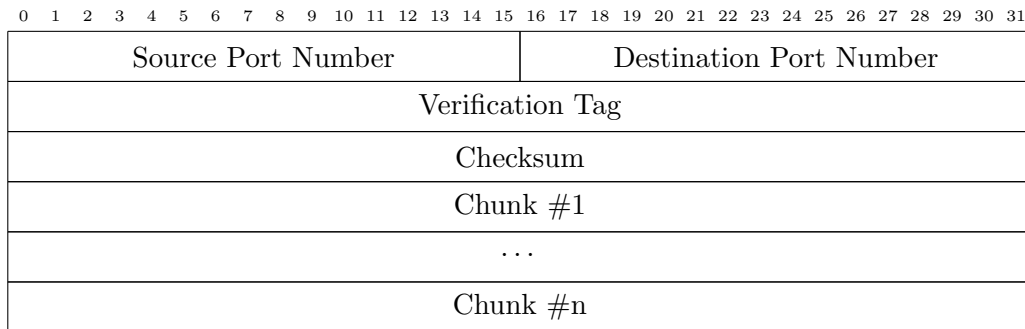 0 1 2 3 4 5 6 7 8 9 10 11 12 13 14 15 16 17 18 19 20 21 22 23 24 25 26 27 28 29 30 31
Source Port Number Destination Port Number
Verification Tag
Checksum
Chunk #1
...
Chunk #n